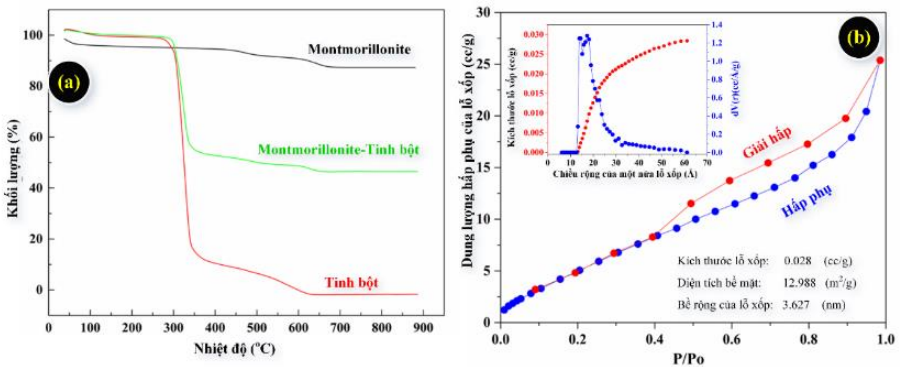 (a)
Khối lượng (%)
100
80
60
40
20
0
Montmorillonite
Montmorillonite-Tinh bột
Tinh bột
0 100 200 300 400 500 600 700 800 900
Nhiệt độ (°C)
(b)
Dung lượng hấp phụ của lỗ xốp (cc/g)
30
25
20
15
10
5
0
Kích thước lỗ xốp (cc/g)
0.030
0.025
0.020
0.015
0.010
0.005
0.000
dV(r)(cc/Å/g)
1.4
1.2
1.0
0.8
0.6
0.4
0.2
0.0
0 10 20 30 40 50 60 70
Chiều rộng của một nửa lỗ xốp (Å)
Giải hấp
Hấp phụ
Kích thước lỗ xốp: 0.028 (cc/g)
Diện tích bề mặt: 12.988 (m²/g)
Bề rộng của lỗ xốp: 3.627 (nm)
0.0 0.2 0.4 0.6 0.8 1.0
P/Po